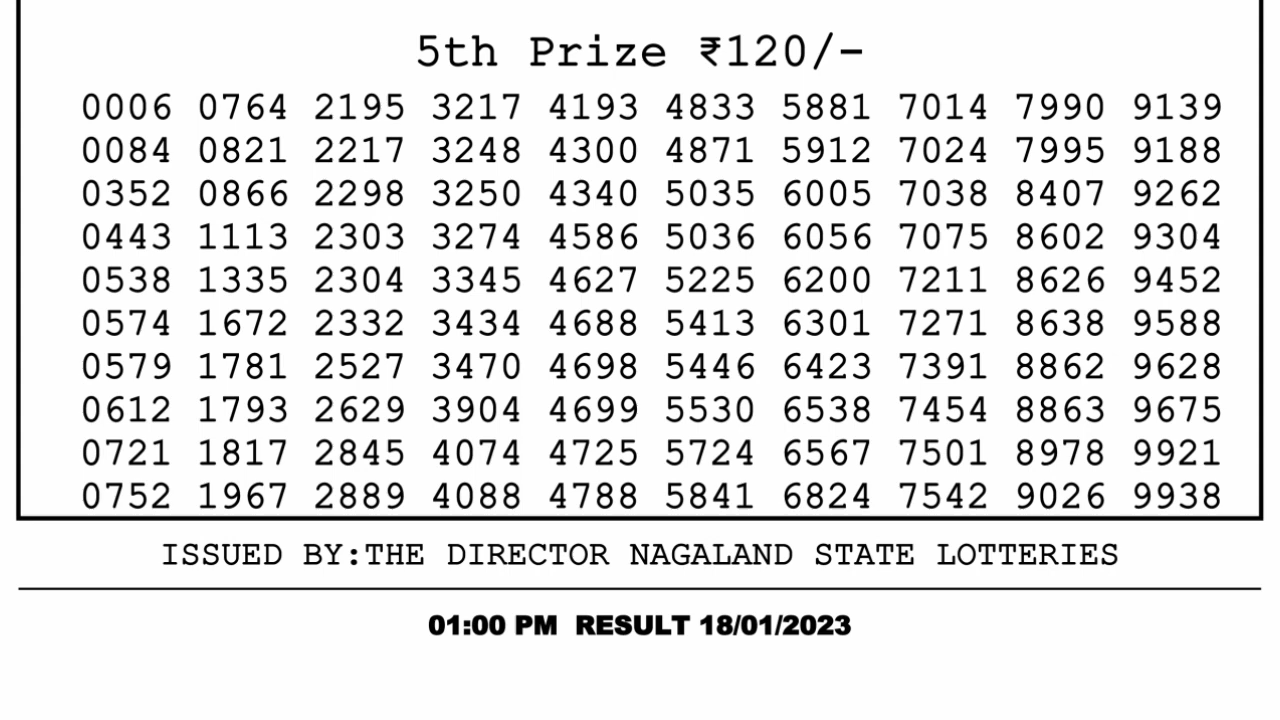 5th Prize ₹120/-
0006 0764 2195 3217 4193 4833 5881 7014 7990 9139
0084 0821 2217 3248 4300 4871 5912 7024 7995 9188
0352 0866 2298 3250 4340 5035 6005 7038 8407 9262
0443 1113 2303 3274 4586 5036 6056 7075 8602 9304
0538 1335 2304 3345 4627 5225 6200 7211 8626 9452
0574 1672 2332 3434 4688 5413 6301 7271 8638 9588
0579 1781 2527 3470 4698 5446 6423 7391 8862 9628
0612 1793 2629 3904 4699 5530 6538 7454 8863 9675
0721 1817 2845 4074 4725 5724 6567 7501 8978 9921
0752 1967 2889 4088 4788 5841 6824 7542 9026 9938
ISSUED BY:THE DIRECTOR NAGALAND STATE LOTTERIES
01:00 PM RESULT 18/01/2023